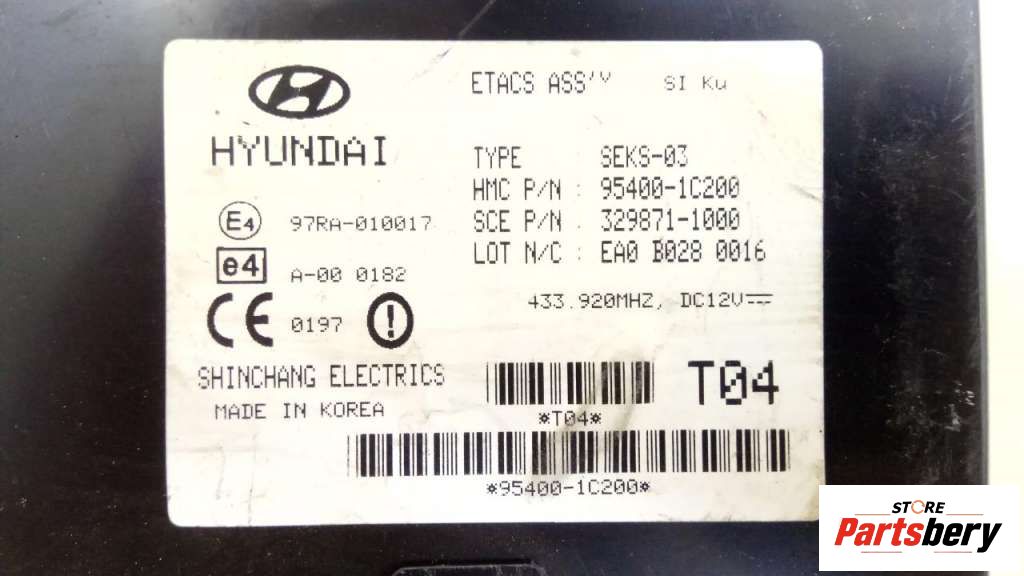 ETACS ASS'Y SI Ku
HYUNDAI
TYPE : SEKS-03
HMC P/N : 95400-1C200
SCE P/N : 329871-1000
LOT N/C : EA0 B028 0016
E4 97RA-010017
e4 A-00 0182
433.920MHZ, DC12V
CE 0197 !
SHINCHANG ELECTRICS
MADE IN KOREA
T04
*T04*
*95400-1C200*
STORE
Partsbery